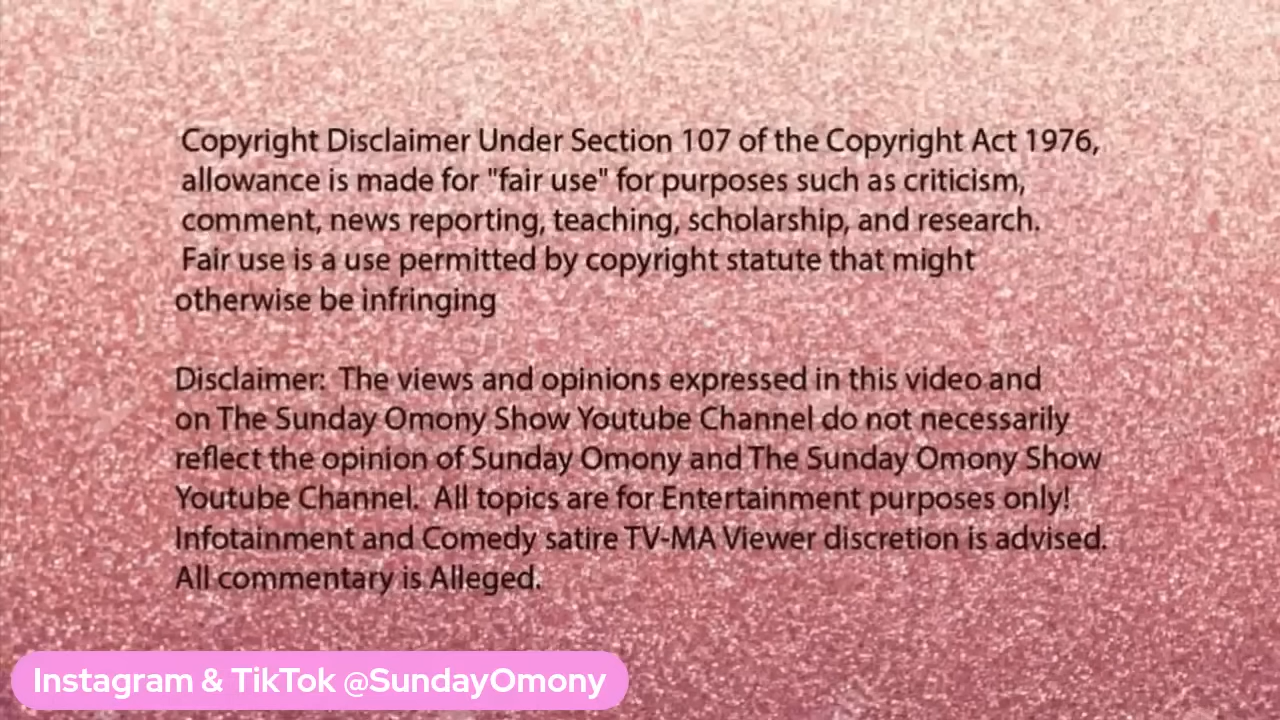 Copyright Disclaimer Under Section 107 of the Copyright Act 1976,
allowance is made for "fair use" for purposes such as criticism,
comment, news reporting, teaching, scholarship, and research.
Fair use is a use permitted by copyright statute that might
otherwise be infringing
Disclaimer: The views and opinions expressed in this video and
on The Sunday Omony Show Youtube Channel do not necessarily
reflect the opinion of Sunday Omony and The Sunday Omony Show
Youtube Channel. All topics are for Entertainment purposes only!
Infotainment and Comedy satire TV-MA Viewer discretion is advised.
All commentary is Alleged.
Instagram & TikTok @SundayOmony